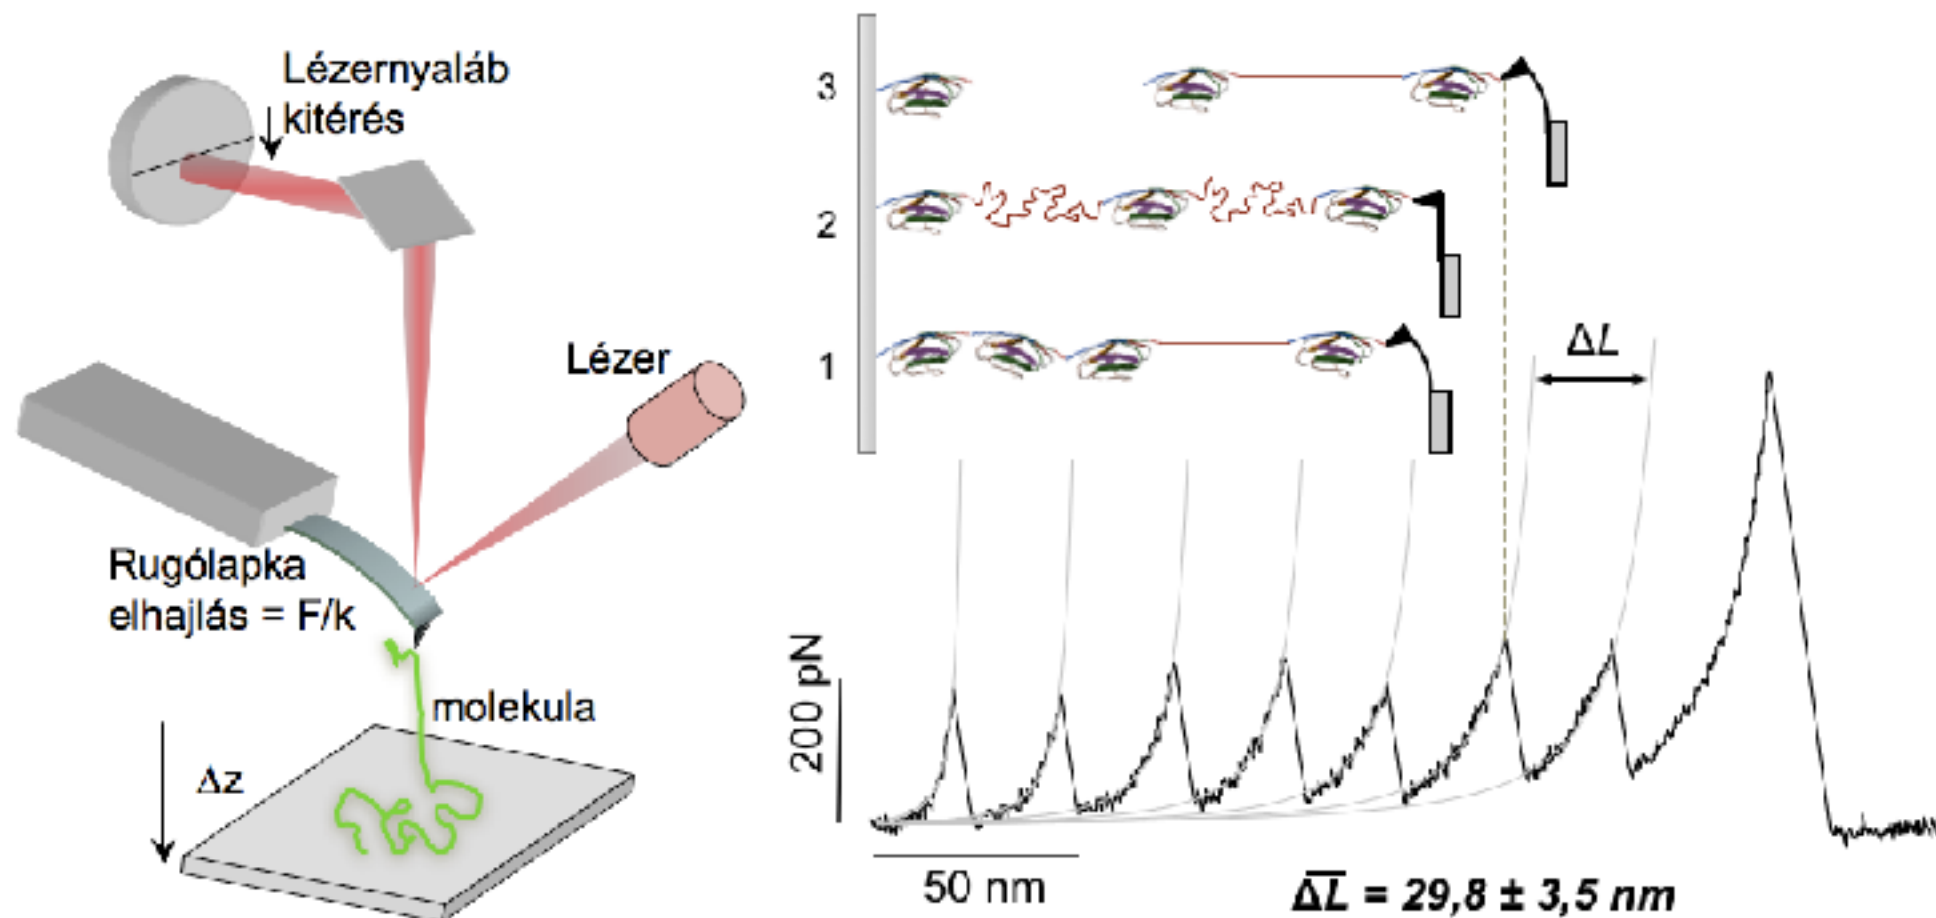 Lézernyaláb
kitérés
Lézer
Rugólapka
elhajlás = F/k
molekula
Δz
3
2
1
ΔL
200 pN
50 nm
ΔL = 29,8 ± 3,5 nm